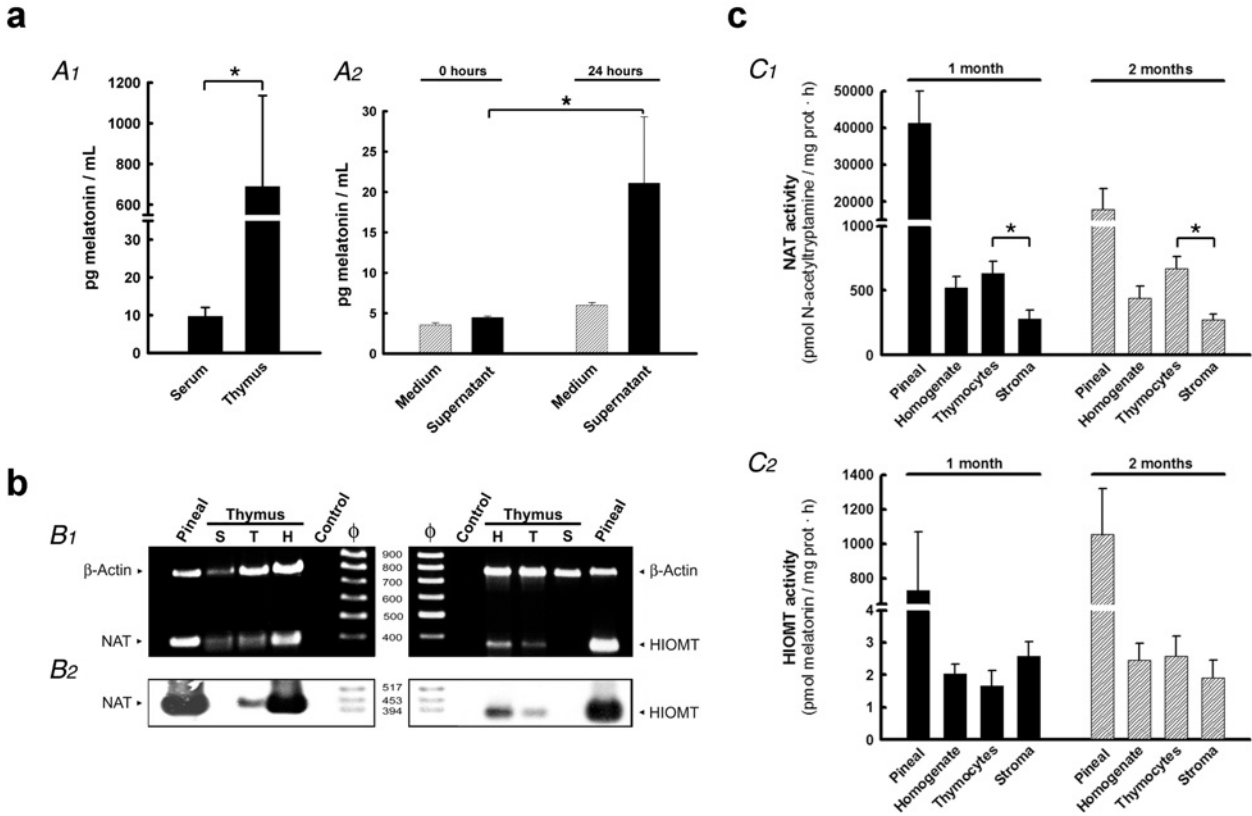 a
A1
*
1200
1000
800
600
30
20
10
0
pg melatonin / mL
Serum
Thymus
A2
0 hours
24 hours
*
30
25
20
15
10
5
0
pg melatonin / mL
Medium
Supernatant
Medium
Supernatant
b
B1
Pineal
Thymus
S T H
Control
ϕ
ϕ
Control
Thymus
H T S
Pineal
β-Actin
900
800
700
600
500
400
β-Actin
NAT
HIOMT
B2
NAT
517
453
394
HIOMT
c
C1
1 month
2 months
50000
40000
30000
20000
1000
500
0
NAT activity
(pmol N-acetyltryptamine / mg prot · h)
*
*
Pineal
Homogenate
Thymocytes
Stroma
Pineal
Homogenate
Thymocytes
Stroma
C2
1 month
2 months
1400
1200
1000
800
4
3
2
1
0
HIOMT activity
(pmol melatonin / mg prot · h)
Pineal
Homogenate
Thymocytes
Stroma
Pineal
Homogenate
Thymocytes
Stroma